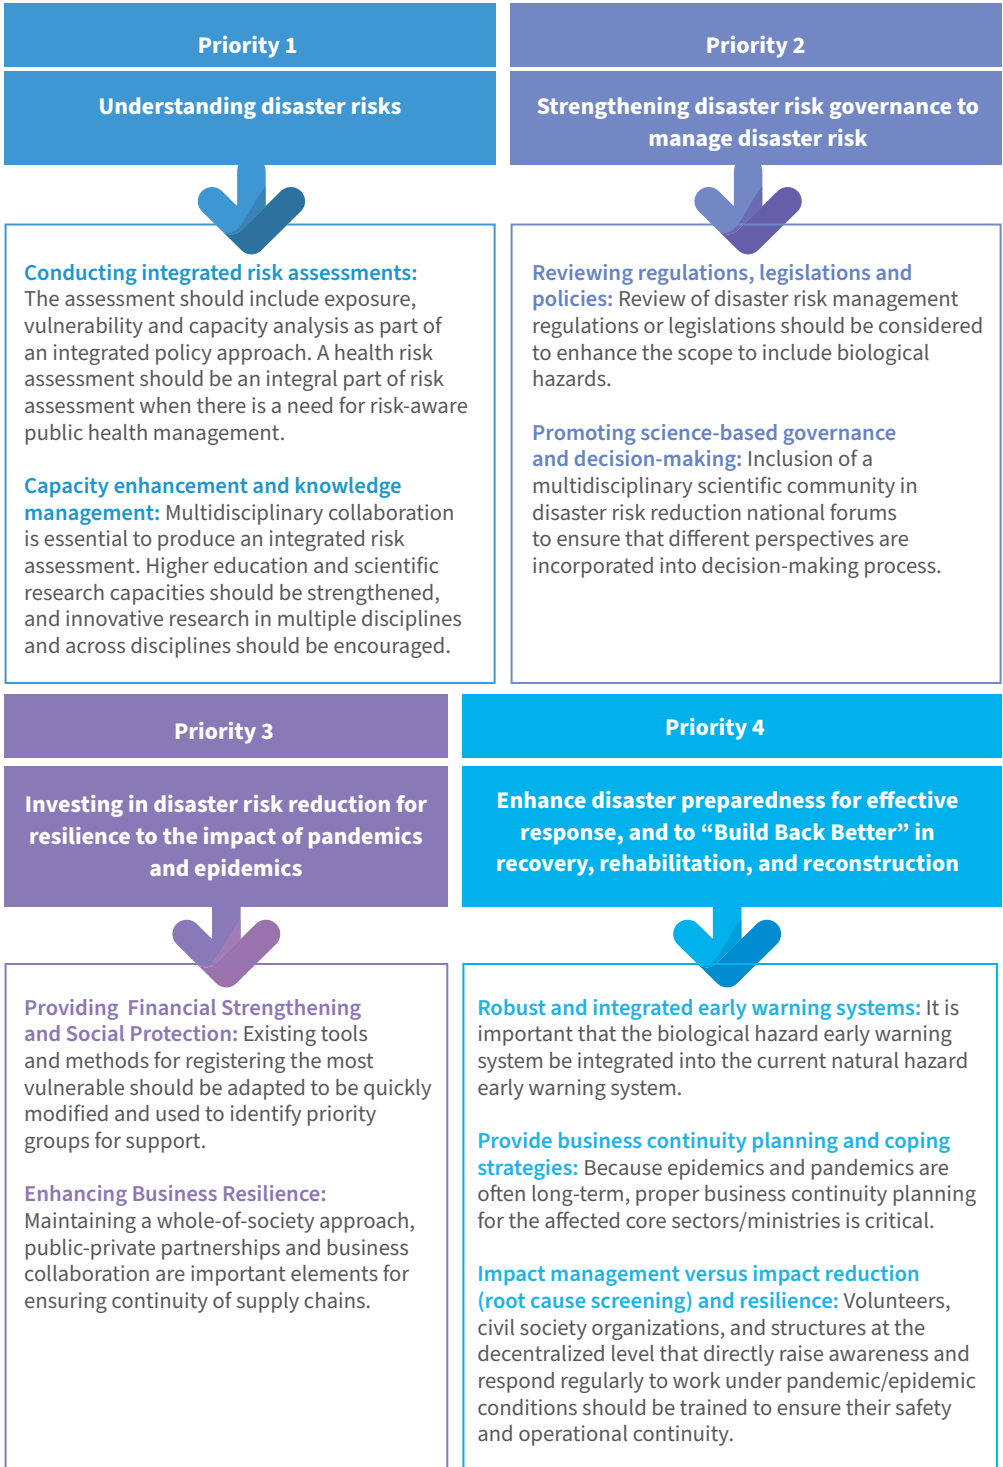 Priority 1
Understanding disaster risks
Conducting integrated risk assessments:
The assessment should include exposure,
vulnerability and capacity analysis as part of
an integrated policy approach. A health risk
assessment should be an integral part of risk
assessment when there is a need for risk-aware
public health management.
Capacity enhancement and knowledge
management: Multidisciplinary collaboration
is essential to produce an integrated risk
assessment. Higher education and scientific
research capacities should be strengthened,
and innovative research in multiple disciplines
and across disciplines should be encouraged.
Priority 2
Strengthening disaster risk governance to
manage disaster risk
Reviewing regulations, legislations and
policies: Review of disaster risk management
regulations or legislations should be considered
to enhance the scope to include biological
hazards.
Promoting science-based governance
and decision-making: Inclusion of a
multidisciplinary scientific community in
disaster risk reduction national forums
to ensure that different perspectives are
incorporated into decision-making process.
Priority 3
Investing in disaster risk reduction for
resilience to the impact of pandemics
and epidemics
Providing Financial Strengthening
and Social Protection: Existing tools
and methods for registering the most
vulnerable should be adapted to be quickly
modified and used to identify priority
groups for support.
Enhancing Business Resilience:
Maintaining a whole-of-society approach,
public-private partnerships and business
collaboration are important elements for
ensuring continuity of supply chains.
Priority 4
Enhance disaster preparedness for effective
response, and to “Build Back Better” in
recovery, rehabilitation, and reconstruction
Robust and integrated early warning systems: It is
important that the biological hazard early warning
system be integrated into the current natural hazard
early warning system.
Provide business continuity planning and coping
strategies: Because epidemics and pandemics are
often long-term, proper business continuity planning
for the affected core sectors/ministries is critical.
Impact management versus impact reduction
(root cause screening) and resilience: Volunteers,
civil society organizations, and structures at the
decentralized level that directly raise awareness and
respond regularly to work under pandemic/epidemic
conditions should be trained to ensure their safety
and operational continuity.